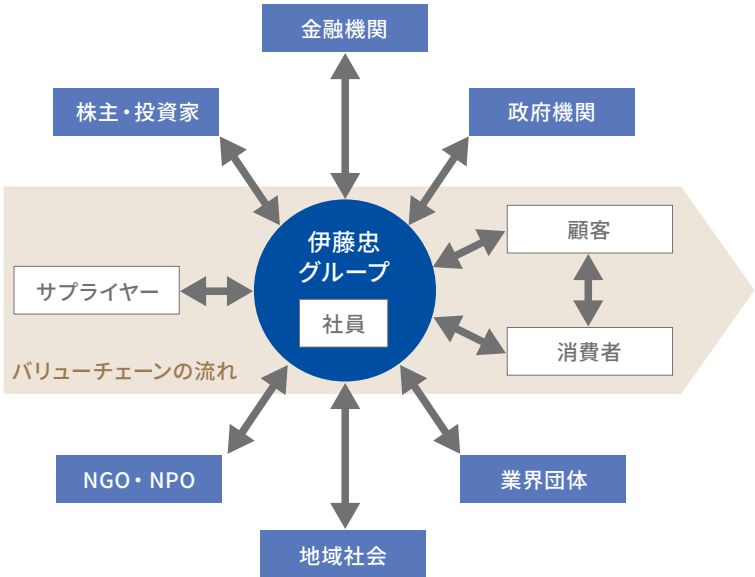 金融機関
株主・投資家
政府機関
伊藤忠
グループ
社員
顧客
サプライヤー
消費者
バリューチェーンの流れ
NGO・NPO
業界団体
地域社会